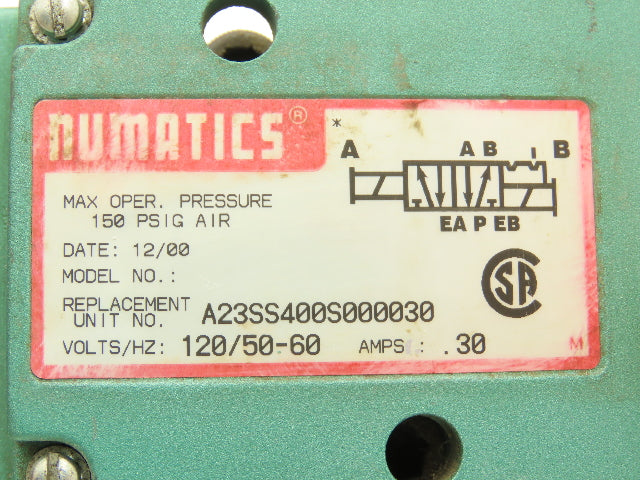 NUMATICS®
*
A A B B
EA P EB
MAX OPER. PRESSURE
150 PSIG AIR
DATE: 12/00
MODEL NO.:
REPLACEMENT
UNIT NO. A23SS400S000030
VOLTS/HZ: 120/50-60 AMPS : .30
SA
M